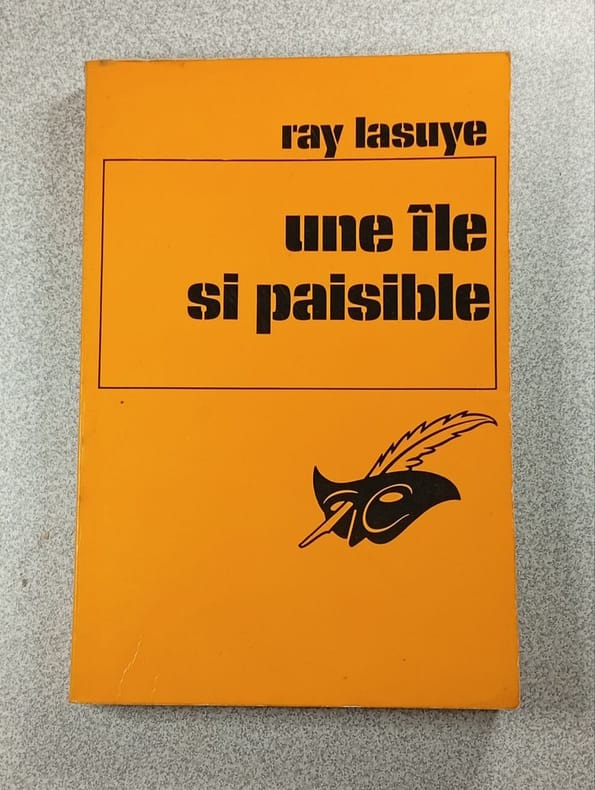 ray lasuye
une île
si paisible